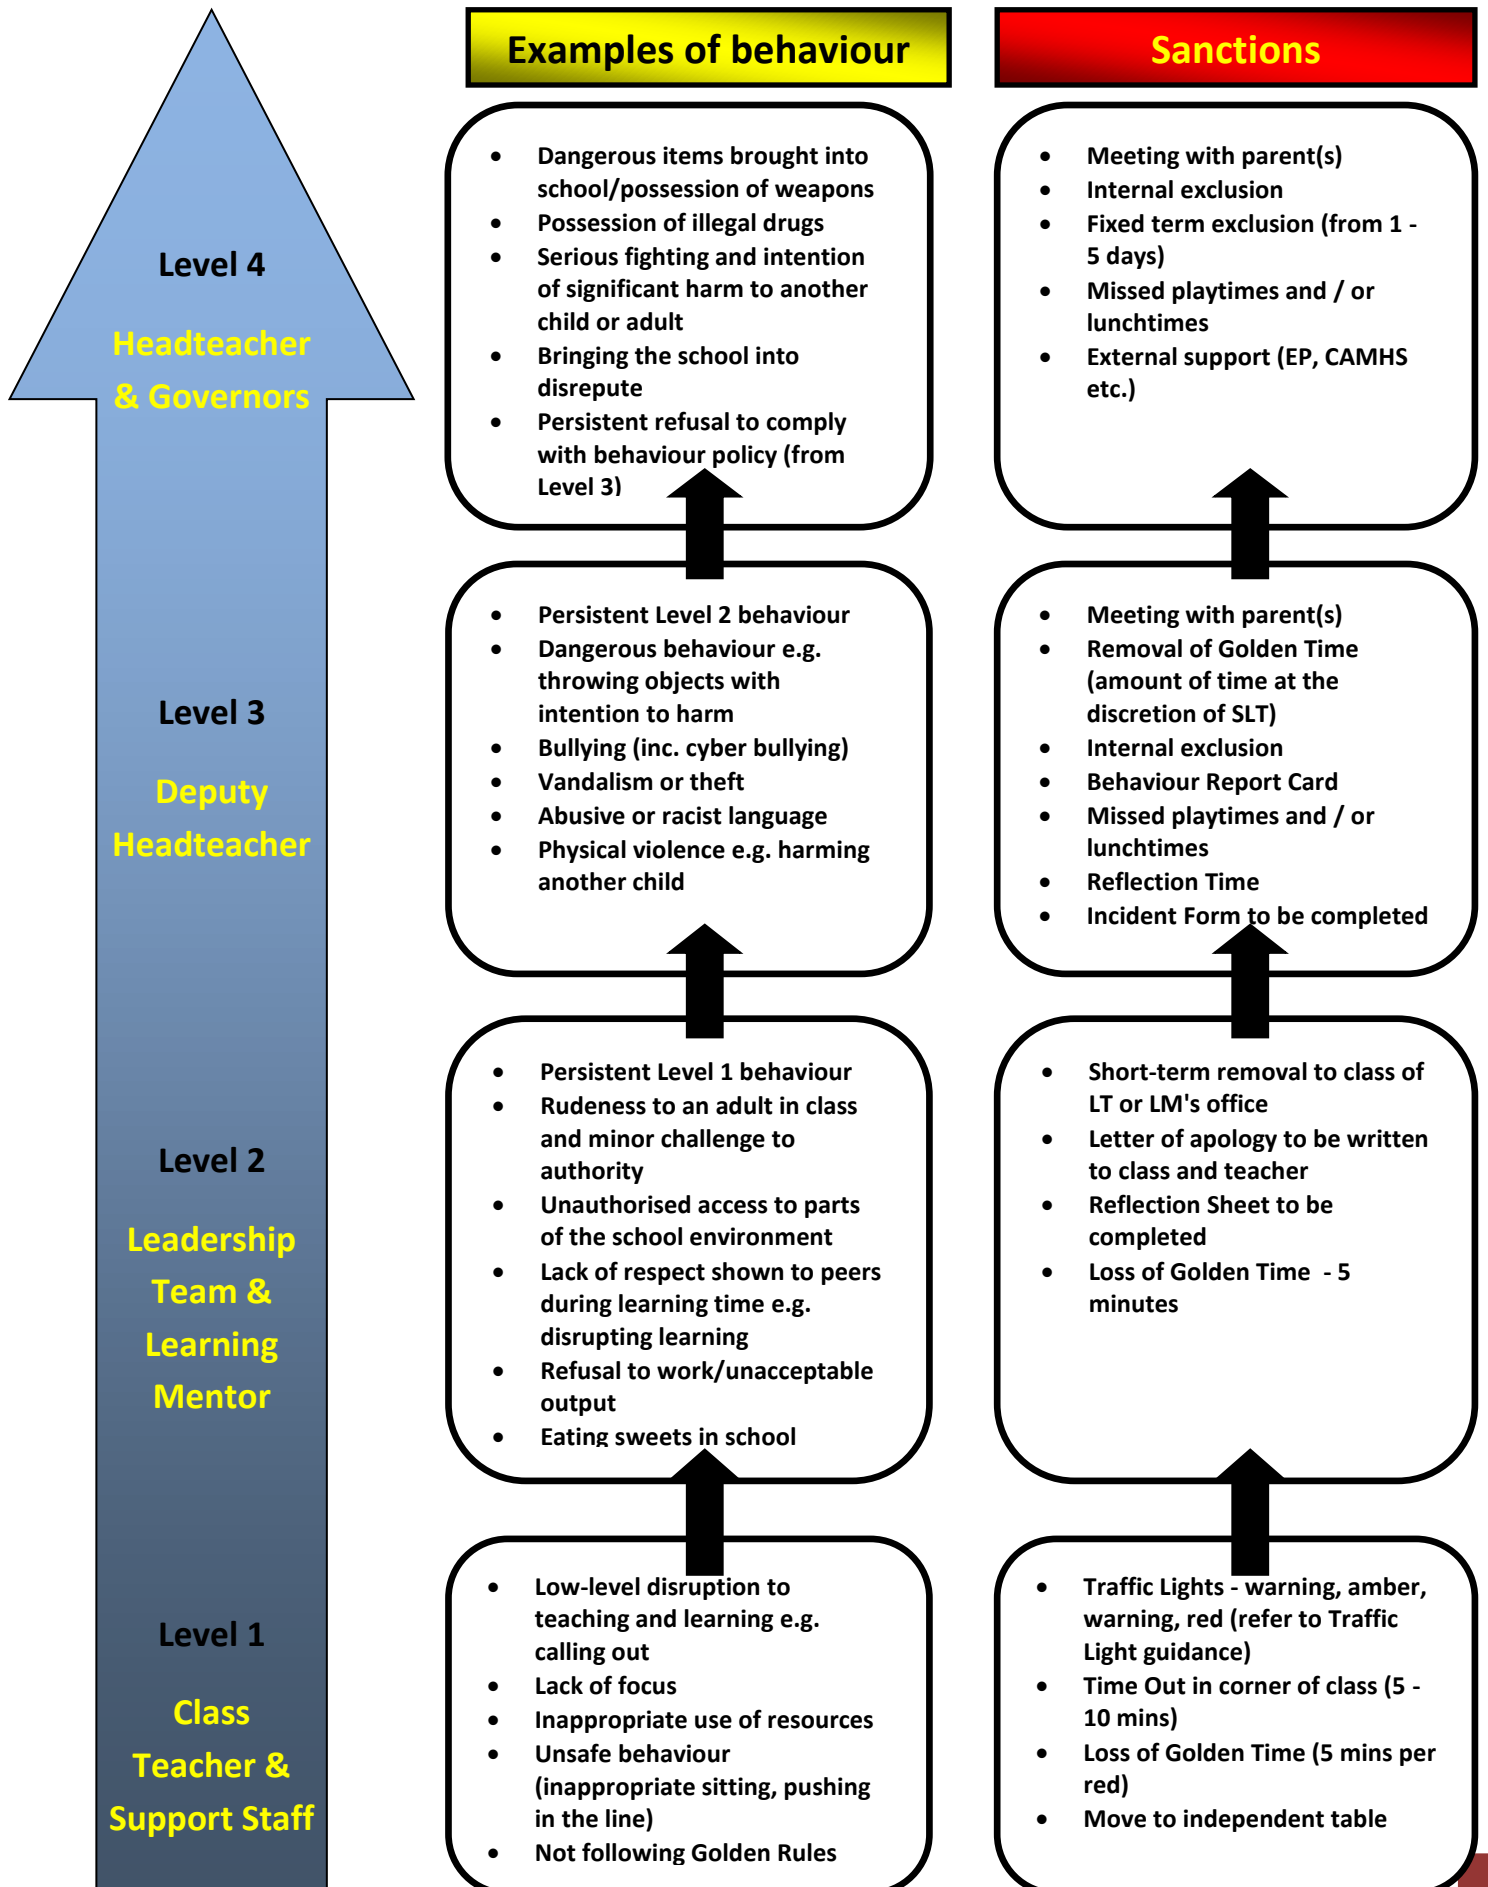 Examples of behaviour
Sanctions
Level 4
Headteacher
& Governors
• Dangerous items brought into
school/possession of weapons
• Possession of illegal drugs
• Serious fighting and intention
of significant harm to another
child or adult
• Bringing the school into
disrepute
• Persistent refusal to comply
with behaviour policy (from
Level 3)
• Meeting with parent(s)
• Internal exclusion
• Fixed term exclusion (from 1 -
5 days)
• Missed playtimes and / or
lunchtimes
• External support (EP, CAMHS
etc.)
Level 3
Deputy
Headteacher
• Persistent Level 2 behaviour
• Dangerous behaviour e.g.
throwing objects with
intention to harm
• Bullying (inc. cyber bullying)
• Vandalism or theft
• Abusive or racist language
• Physical violence e.g. harming
another child
• Meeting with parent(s)
• Removal of Golden Time
(amount of time at the
discretion of SLT)
• Internal exclusion
• Behaviour Report Card
• Missed playtimes and / or
lunchtimes
• Reflection Time
• Incident Form to be completed
Level 2
Leadership
Team &
Learning
Mentor
• Persistent Level 1 behaviour
• Rudeness to an adult in class
and minor challenge to
authority
• Unauthorised access to parts
of the school environment
• Lack of respect shown to peers
during learning time e.g.
disrupting learning
• Refusal to work/unacceptable
output
• Eating sweets in school
• Short-term removal to class of
LT or LM's office
• Letter of apology to be written
to class and teacher
• Reflection Sheet to be
completed
• Loss of Golden Time - 5
minutes
Level 1
Class
Teacher &
Support Staff
• Low-level disruption to
teaching and learning e.g.
calling out
• Lack of focus
• Inappropriate use of resources
• Unsafe behaviour
(inappropriate sitting, pushing
in the line)
• Not following Golden Rules
• Traffic Lights - warning, amber,
warning, red (refer to Traffic
Light guidance)
• Time Out in corner of class (5 -
10 mins)
• Loss of Golden Time (5 mins per
red)
• Move to independent table